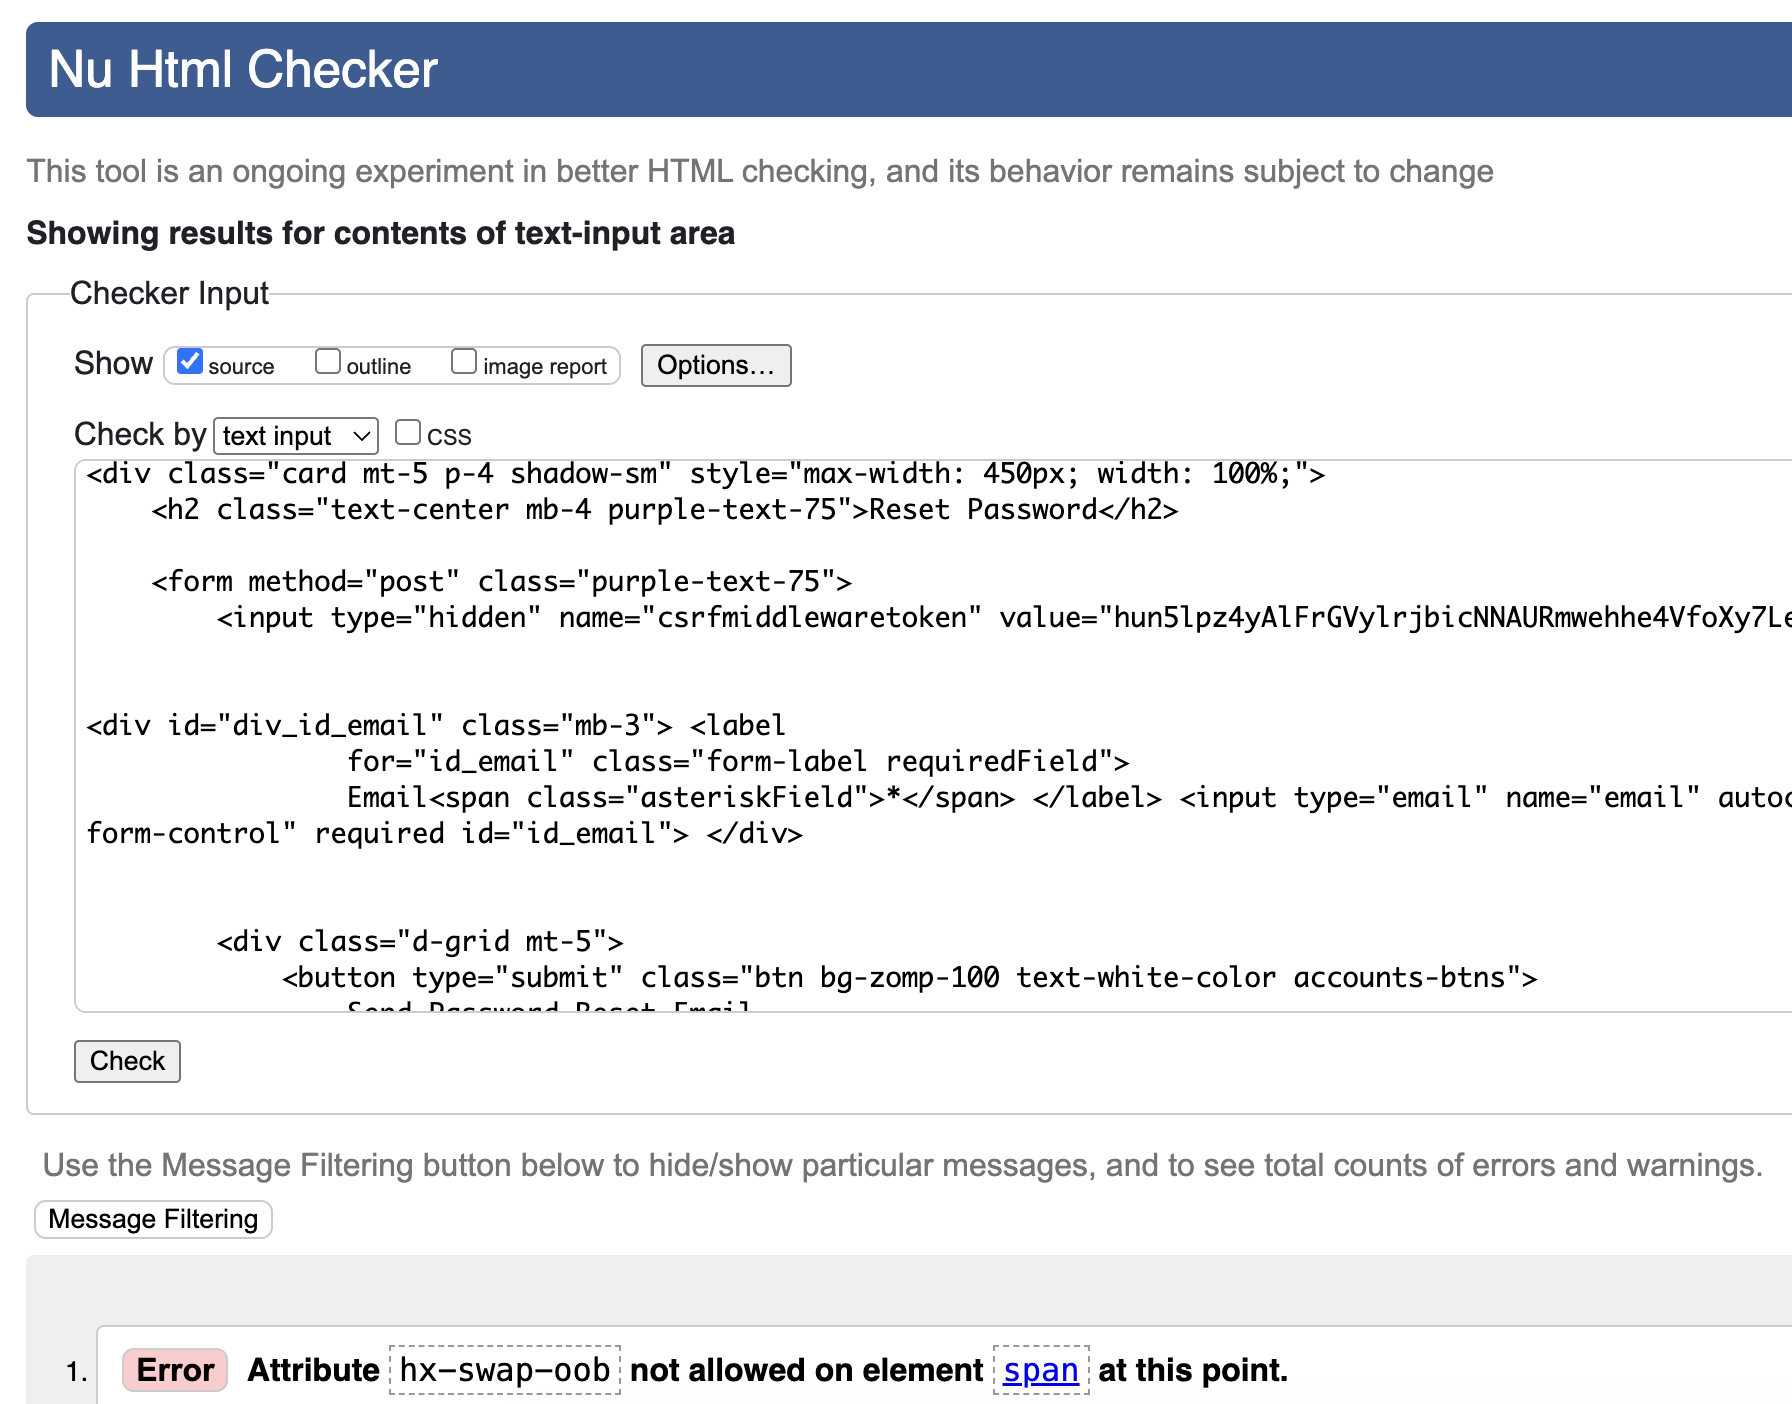 Nu Html Checker
This tool is an ongoing experiment in better HTML checking, and its behavior remains subject to change
Showing results for contents of text-input area
Checker Input
Show source outline image report Options…
Check by text input CSS
<div class="card mt-5 p-4 shadow-sm" style="max-width: 450px; width: 100%;">
<h2 class="text-center mb-4 purple-text-75">Reset Password</h2>
<form method="post" class="purple-text-75">
<input type="hidden" name="csrfmiddlewaretoken" value="hun5lpz4yAlFrGVylrjbicNNAURmwehhe4VfoXy7Le
<div id="div_id_email" class="mb-3"> <label
for="id_email" class="form-label requiredField">
Email<span class="asteriskField">*</span> </label> <input type="email" name="email" autoc
form-control" required id="id_email"> </div>
<div class="d-grid mt-5">
<button type="submit" class="btn bg-zomp-100 text-white-color accounts-btns">
Send Password Reset Email
Check
Use the Message Filtering button below to hide/show particular messages, and to see total counts of errors and warnings.
Message Filtering
1. Error Attribute hx-swap-oob not allowed on element span at this point.